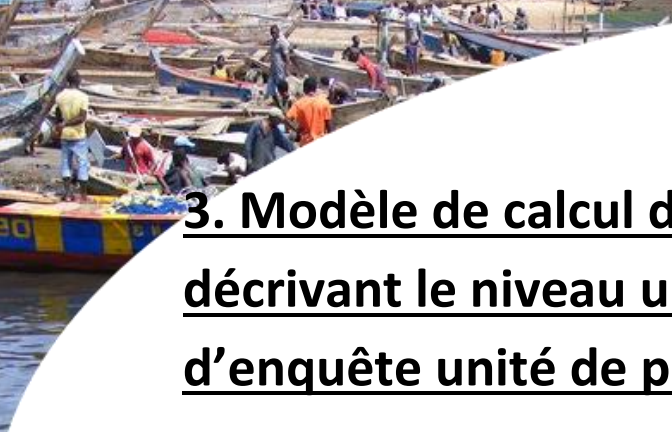 3. Modèle de calcul d
décrivant le niveau u
d’enquête unité de p